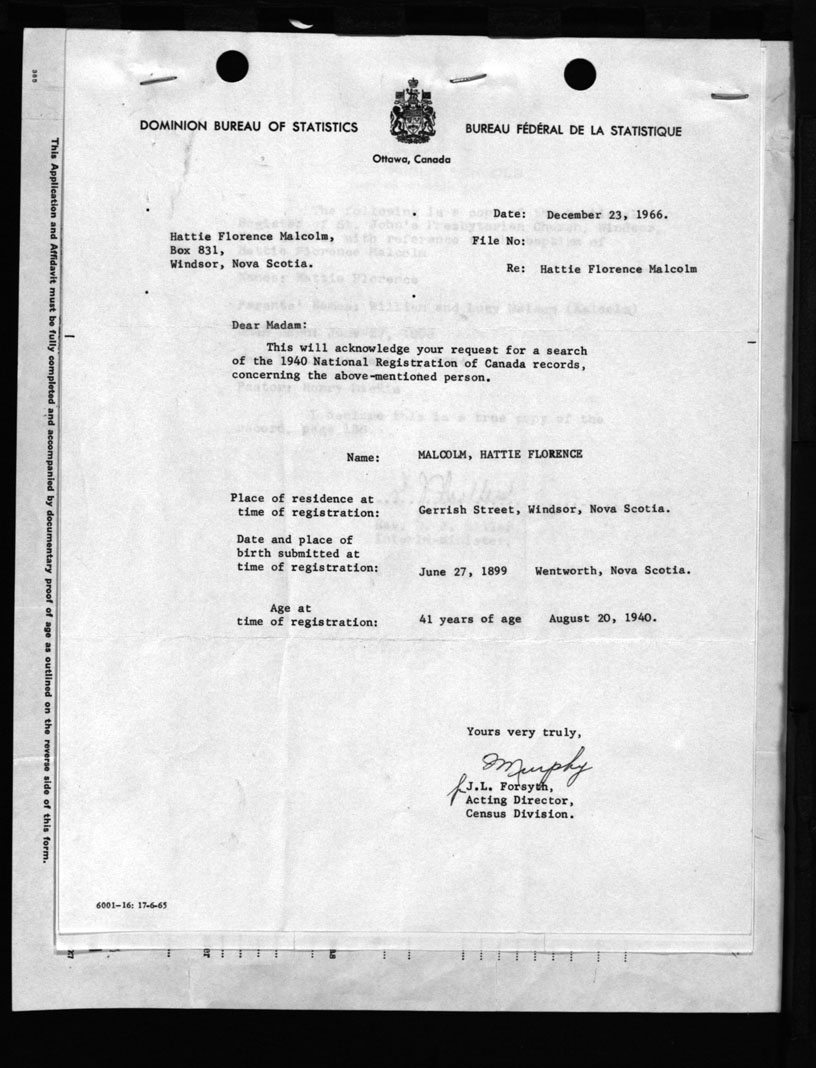 386
This Application and Affidavit must be fully completed and accompanied by documentary proof of age as outlined on the reverse side of this form.
DOMINION BUREAU OF STATISTICS
BUREAU FÉDÉRAL DE LA STATISTIQUE
Ottawa, Canada
Date: December 23, 1966.
Hattie Florence Malcolm,
Box 831,
Windsor, Nova Scotia.
File No:
Re: Hattie Florence Malcolm
Dear Madam:
This will acknowledge your request for a search
of the 1940 National Registration of Canada records,
concerning the above-mentioned person.
Name: MALCOLM, HATTIE FLORENCE
Place of residence at
time of registration: Gerrish Street, Windsor, Nova Scotia.
Date and place of
birth submitted at
time of registration: June 27, 1899 Wentworth, Nova Scotia.
Age at
time of registration: 41 years of age August 20, 1940.
Yours very truly,
Murphy
J.L. Forsyth,
Acting Director,
Census Division.
6001-16: 17-6-65